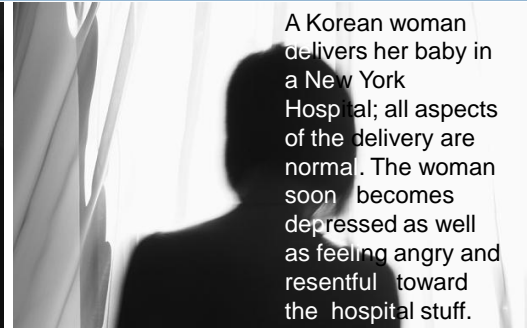 A Korean woman
delivers her baby in
a New York
Hospital; all aspects
of the delivery are
normal. The woman
soon becomes
depressed as well
as feeling angry and
resentful toward
the hospital stuff.